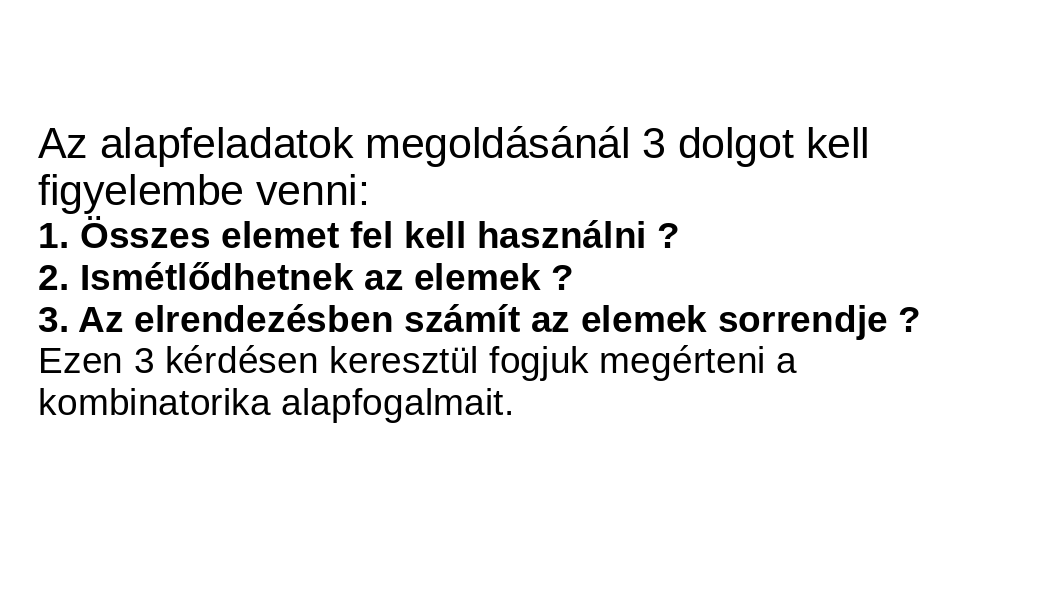 Az alapfeladatok megoldásánál 3 dolgot kell
figyelembe venni:
1. Összes elemet fel kell használni ?
2. Ismétlődhetnek az elemek ?
3. Az elrendezésben számít az elemek sorrendje ?
Ezen 3 kérdésen keresztül fogjuk megérteni a
kombinatorika alapfogalmait.